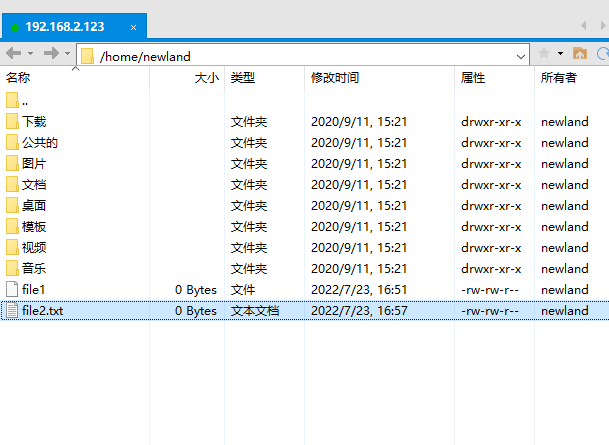 192.168.2.123 ×
/home/newland
名称 大小 类型 修改时间 属性 所有者
..
下载 文件夹 2020/9/11, 15:21 drwxr-xr-x newland
公共的 文件夹 2020/9/11, 15:21 drwxr-xr-x newland
图片 文件夹 2020/9/11, 15:21 drwxr-xr-x newland
文档 文件夹 2020/9/11, 15:21 drwxr-xr-x newland
桌面 文件夹 2020/9/11, 15:21 drwxr-xr-x newland
模板 文件夹 2020/9/11, 15:21 drwxr-xr-x newland
视频 文件夹 2020/9/11, 15:21 drwxr-xr-x newland
音乐 文件夹 2020/9/11, 15:21 drwxr-xr-x newland
file1 0 Bytes 文件 2022/7/23, 16:51 -rw-rw-r-- newland
file2.txt 0 Bytes 文本文档 2022/7/23, 16:57 -rw-rw-r-- newland